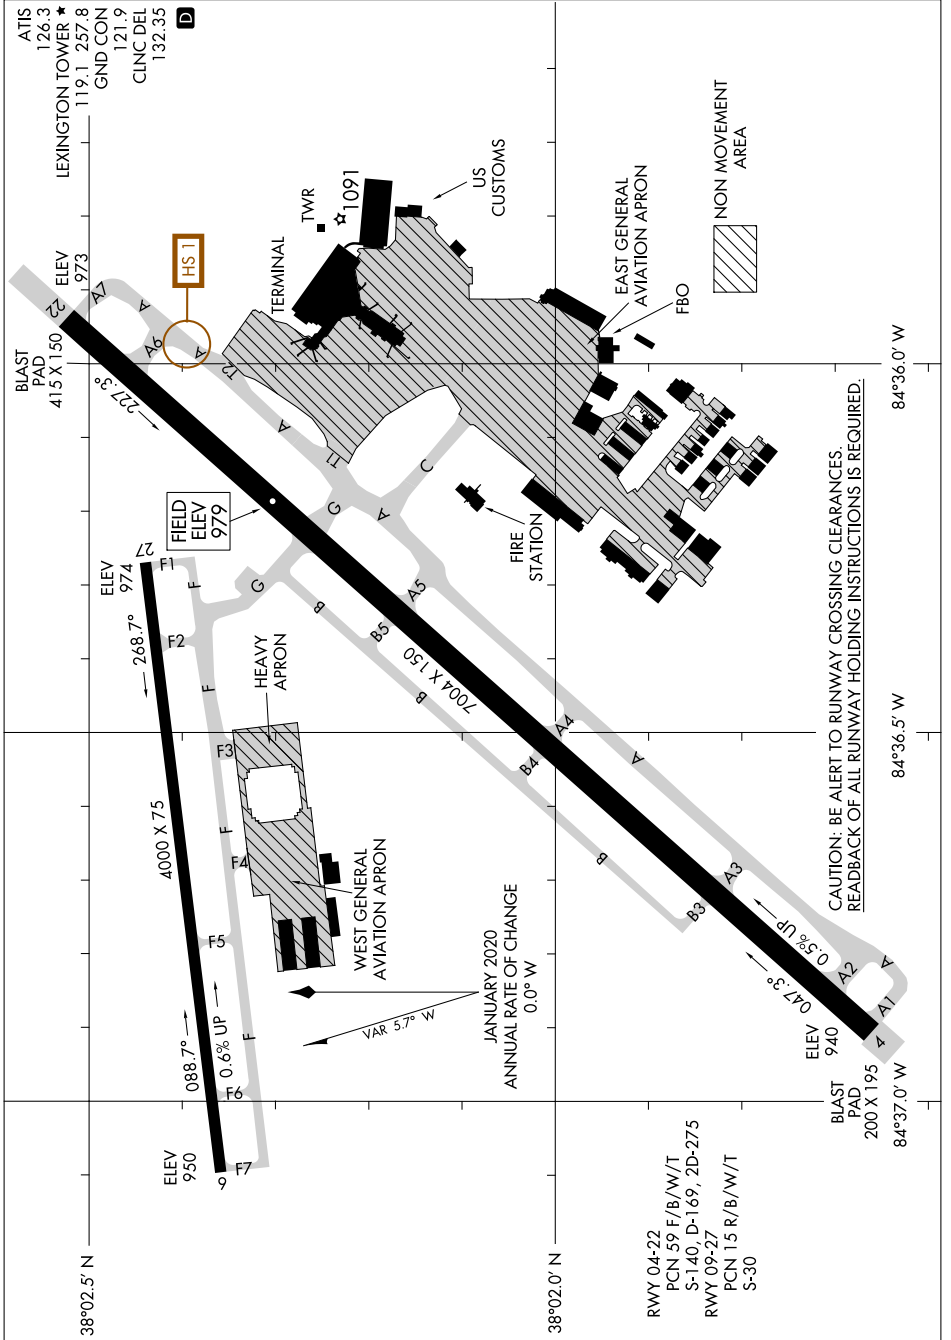 ATIS
126.3
LEXINGTON TOWER ★
119.1 257.8
GND CON
121.9
CLNC DEL
132.35
D
HS 1
ELEV
973
22
BLAST
PAD
415 X 150
227.3°
A7
A
A6
A
T2
A
T1
TERMINAL
TWR
1091
US
CUSTOMS
NON MOVEMENT
AREA
EAST GENERAL
AVIATION APRON
FBO
FIELD
ELEV
979
G
A
C
FIRE
STATION
ELEV
974
27
F1
F
G
268.7°
F2
F
HEAVY
APRON
F3
4000 X 75
F
F4
WEST GENERAL
AVIATION APRON
F5
088.7°
0.6% UP
F
F6
ELEV
950
9
F7
B
B5
A5
B
7004 X 150
B4
A4
A
B
B3
A3
0.5% UP
047.3°
A2
A
A1
ELEV
940
4
BLAST
PAD
200 X 195
VAR 5.7° W
JANUARY 2020
ANNUAL RATE OF CHANGE
0.0° W
CAUTION: BE ALERT TO RUNWAY CROSSING CLEARANCES.
READBACK OF ALL RUNWAY HOLDING INSTRUCTIONS IS REQUIRED.
RWY 04-22
PCN 59 F/B/W/T
S-140, D-169, 2D-275
RWY 09-27
PCN 15 R/B/W/T
S-30
38°02.5' N
38°02.0' N
84°37.0' W
84°36.5' W
84°36.0' W